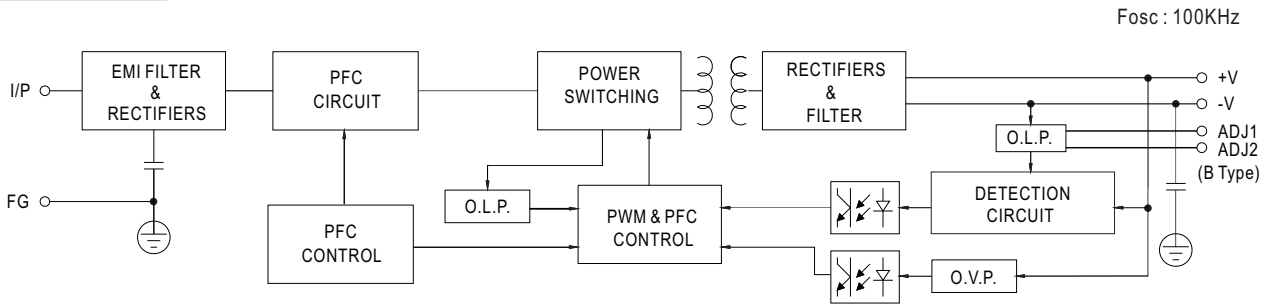 Fosc : 100KHz
I/P
EMI FILTER
&
RECTIFIERS
PFC
CIRCUIT
POWER
SWITCHING
RECTIFIERS
&
FILTER
+V
-V
O.L.P.
ADJ1
ADJ2
(B Type)
FG
PFC
CONTROL
O.L.P.
PWM & PFC
CONTROL
DETECTION
CIRCUIT
O.V.P.